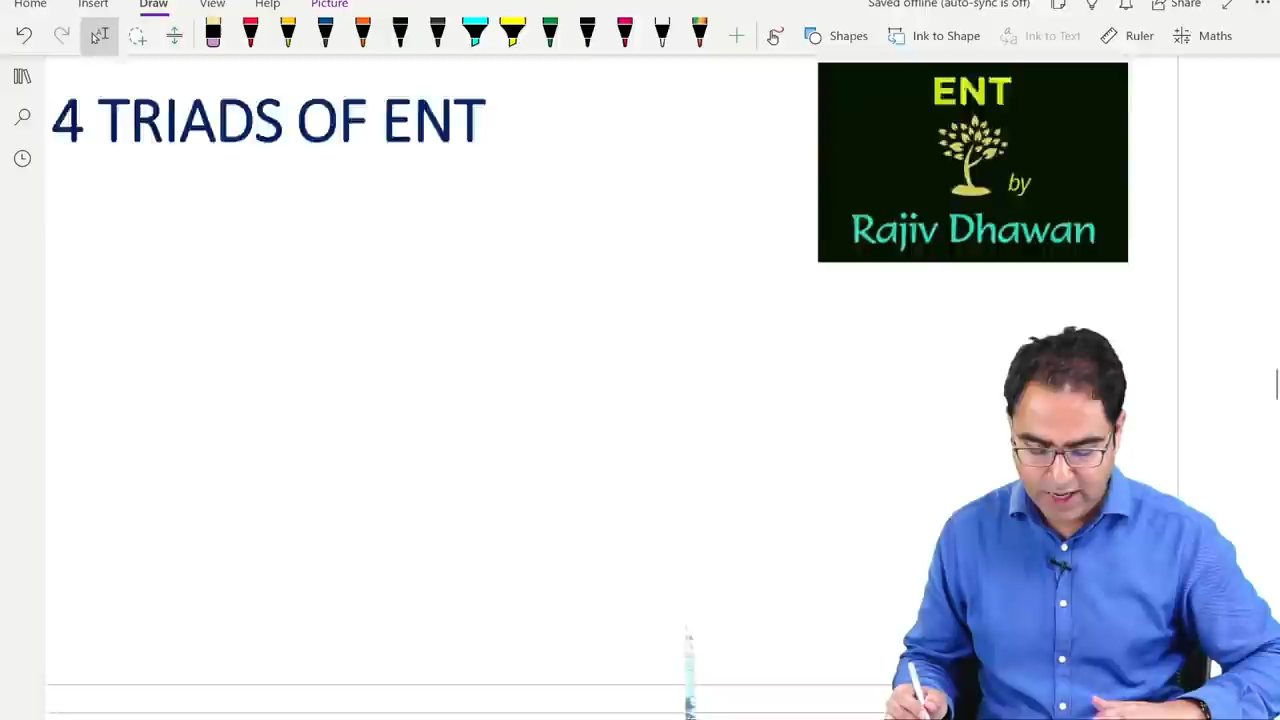 Home Insert Draw View Help Picture Saved offline (auto-sync is off) Share
Shapes Ink to Shape Ink to Text Ruler Maths
4 TRIADS OF ENT
ENT
by
Rajiv Dhawan